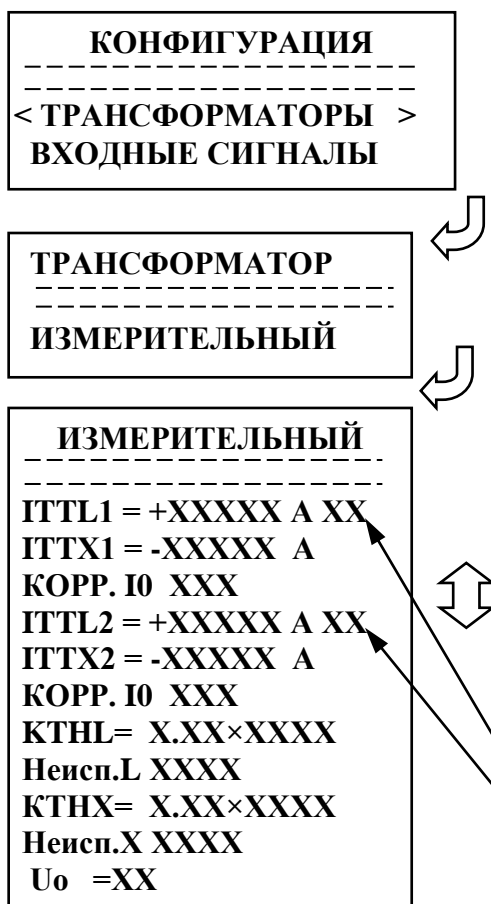 КОНФИГУРАЦИЯ
< ТРАНСФОРМАТОРЫ >
ВХОДНЫЕ СИГНАЛЫ
ТРАНСФОРМАТОР
ИЗМЕРИТЕЛЬНЫЙ
ИЗМЕРИТЕЛЬНЫЙ
ITTL1 = +XXXXX A XX
ITTX1 = -XXXXX A
КОРР. I0 XXX
ITTL2 = +XXXXX A XX
ITTX2 = -XXXXX A
КОРР. I0 XXX
KTHL= X.XX×XXXX
Неисп.L XXXX
KTHX= X.XX×XXXX
Неисп.X XXXX
Uo =XX